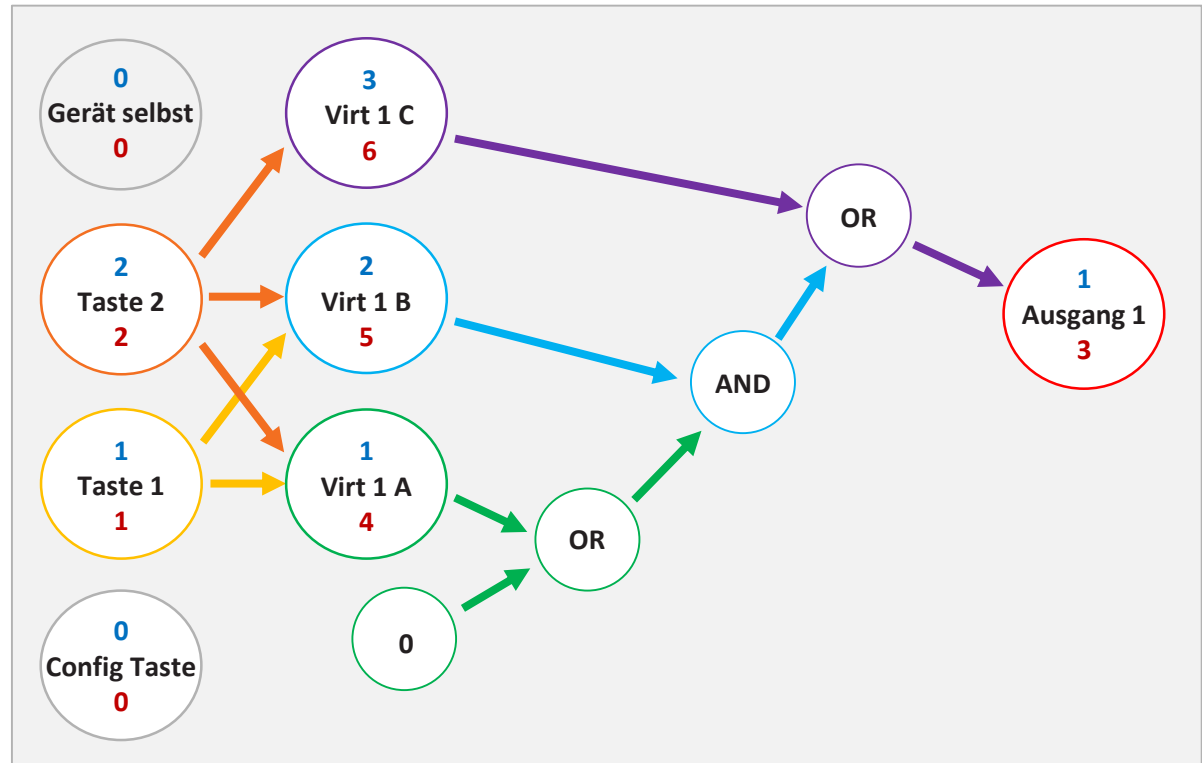 0
Gerät selbst
0
3
Virt 1 C
6
OR
2
Taste 2
2
2
Virt 1 B
5
1
Ausgang 1
3
AND
1
Taste 1
1
1
Virt 1 A
4
OR
0
Config Taste
0
0